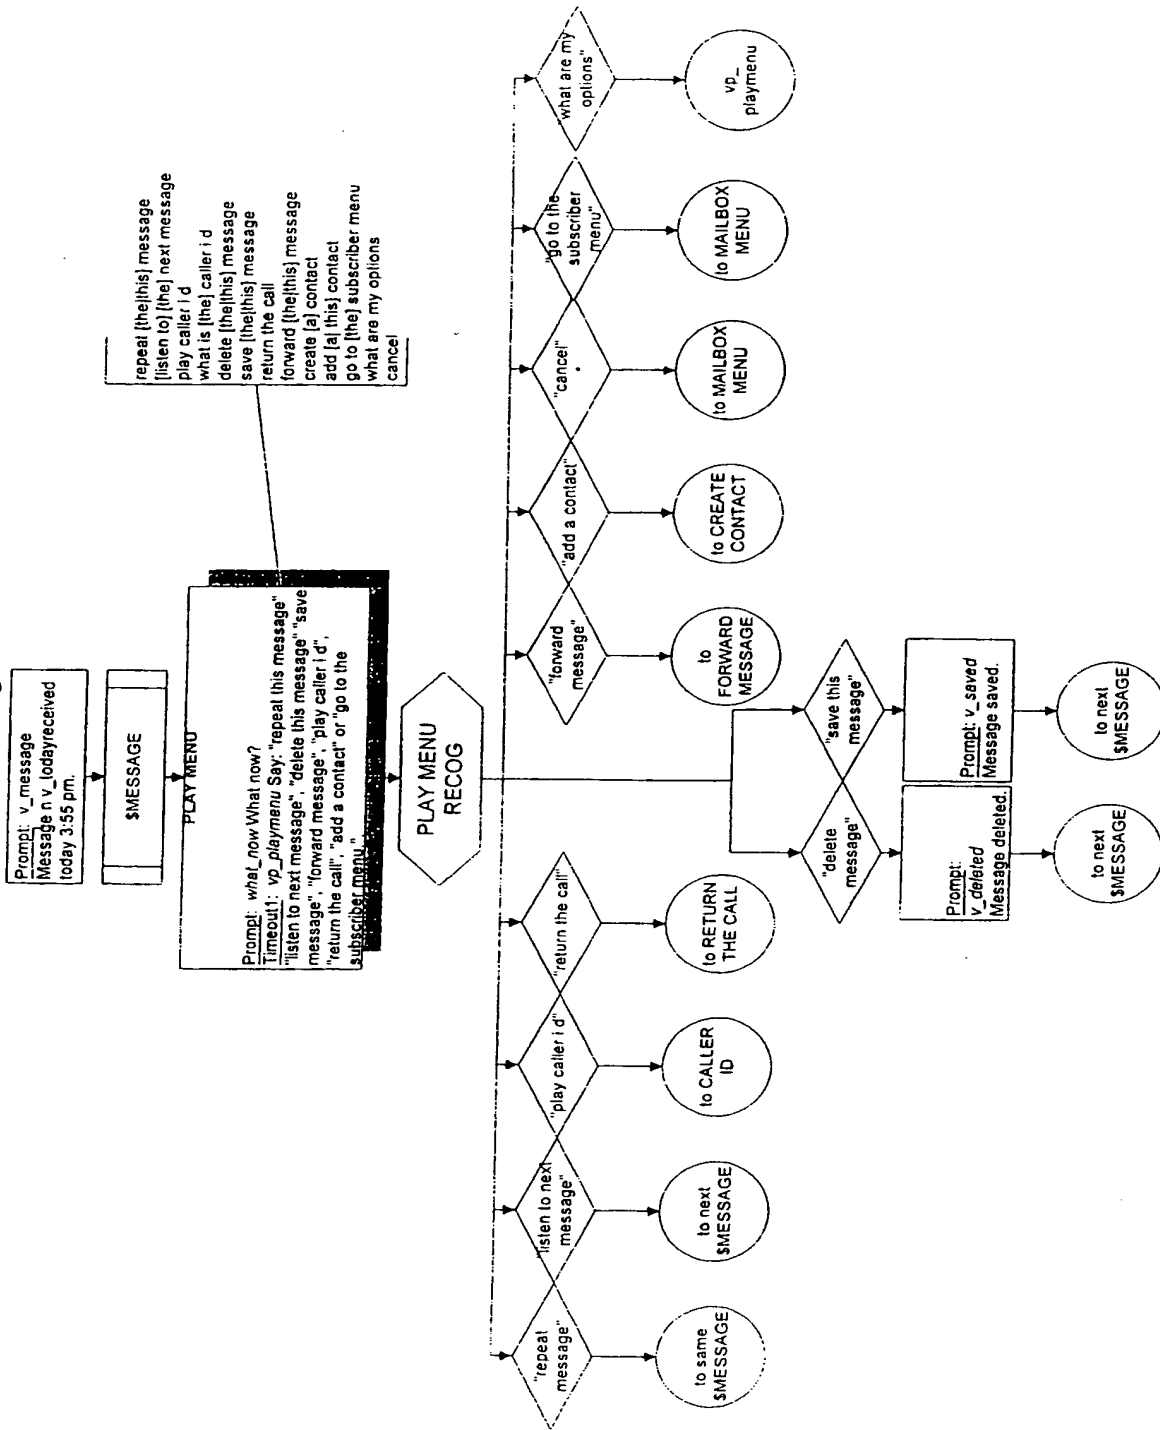 Prompt: v_message
Message n v_todayreceived
today 3:55 pm.
$MESSAGE
PLAY MENU
Prompt: what_now What now?
Timeout1: vp_playmenu Say: "repeat this message"
"listen to next message", "delete this message" "save
message", "forward message", "play caller i d",
"return the call", "add a contact" or "go to the
subscriber menu."
repeat [the|this] message
[listen to] [the] next message
play caller i d
what is [the] caller i d
delete [the|this] message
save [the|this] message
return the call
forward [the|this] message
create [a] contact
add [a| this] contact
go to [the] subscriber menu
what are my options
cancel
PLAY MENU
RECOG
"repeat
message"
"listen to next
message"
"play caller i d"
"return the call"
"forward
message"
"add a contact"
"cancel"
"go to the
subscriber
menu"
what are my
options"
to same
$MESSAGE
to next
$MESSAGE
to CALLER
ID
to RETURN
THE CALL
to
FORWARD
MESSAGE
to CREATE
CONTACT
to MAILBOX
MENU
to MAILBOX
MENU
vp_
playmenu
"delete
message"
"save this
message"
Prompt:
v_deleted
Message deleted.
Prompt: v_saved
Message saved.
to next
$MESSAGE
to next
$MESSAGE